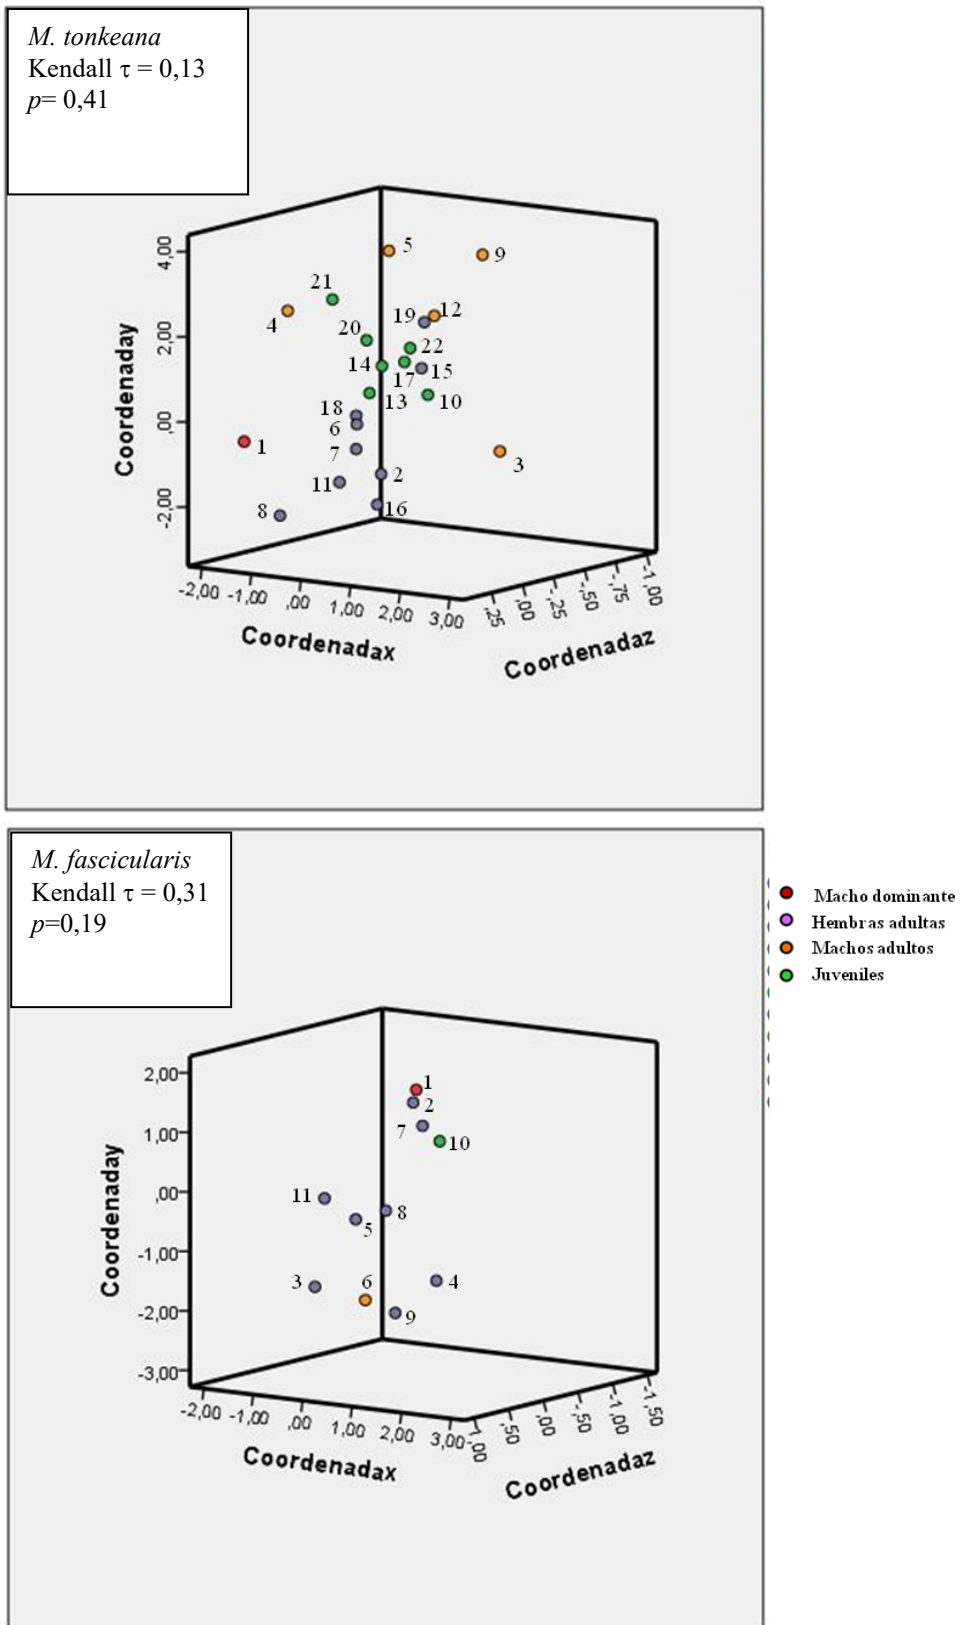 M. tonkeana
Kendall τ = 0,13
p= 0,41
5
9
21
4
19
12
20
22
14
15
17
13
10
18
6
7
1
3
2
11
8
16
Coordenaday
4,00
2,00
,00
-2,00
-2,00 -1,00 ,00 1,00 2,00 3,00
Coordenadax
,25 ,00 -,25 -,50 -,75 -1,00
Coordenadaz
M. fascicularis
Kendall τ = 0,31
p=0,19
Macho dominante
Hembras adultas
Machos adultos
Juveniles
1
2
7
10
11
8
5
3
6
4
9
Coordenaday
2,00
1,00
,00
-1,00
-2,00
-3,00
-2,00 -1,00 ,00 1,00 2,00 3,00
Coordenadax
1,00 ,50 ,00 -,50 -1,00 -1,50
Coordenadaz